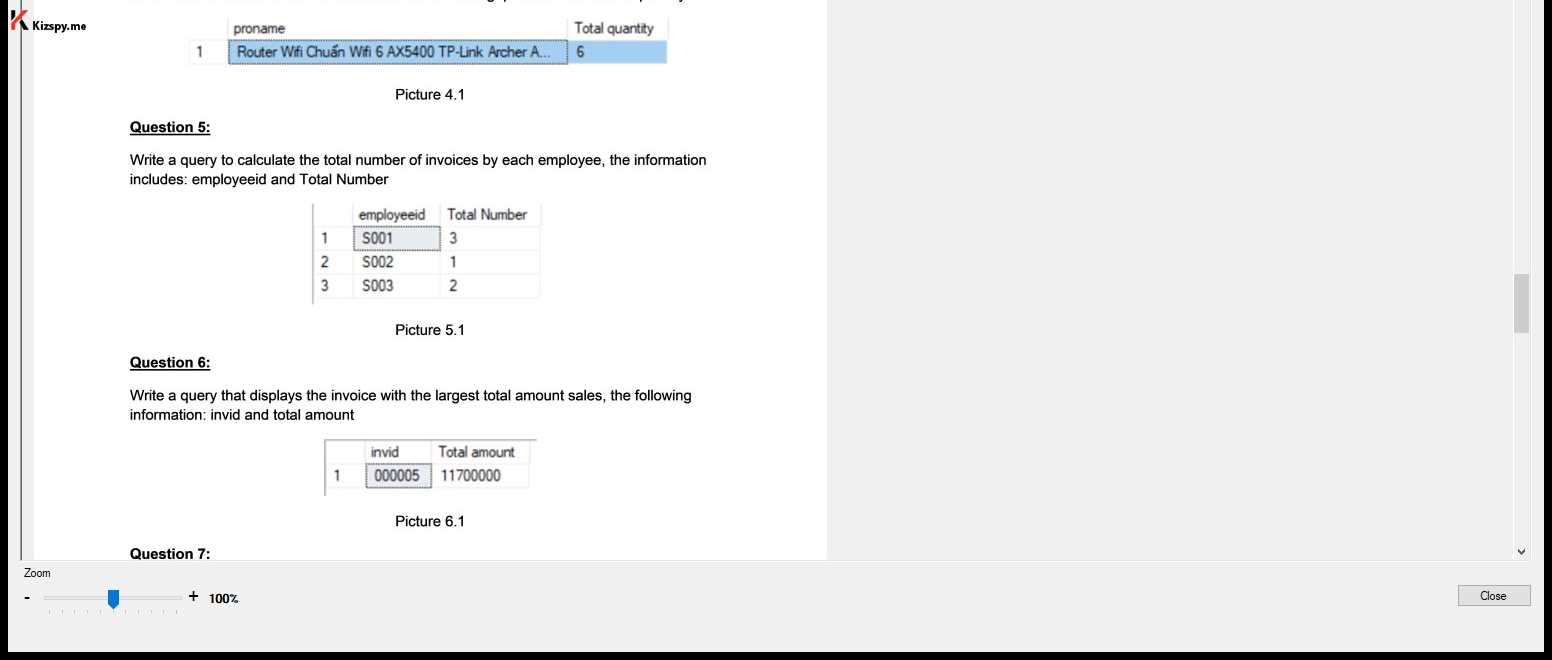 Kizspy.me
proname Total quantity
1 Router Wifi Chuẩn Wifi 6 AX5400 TP-Link Archer A... 6
Picture 4.1
Question 5:
Write a query to calculate the total number of invoices by each employee, the information
includes: employeeid and Total Number
employeeid Total Number
1 S001 3
2 S002 1
3 S003 2
Picture 5.1
Question 6:
Write a query that displays the invoice with the largest total amount sales, the following
information: invid and total amount
invid Total amount
1 000005 11700000
Picture 6.1
Question 7:
Zoom
- + 100%
Close